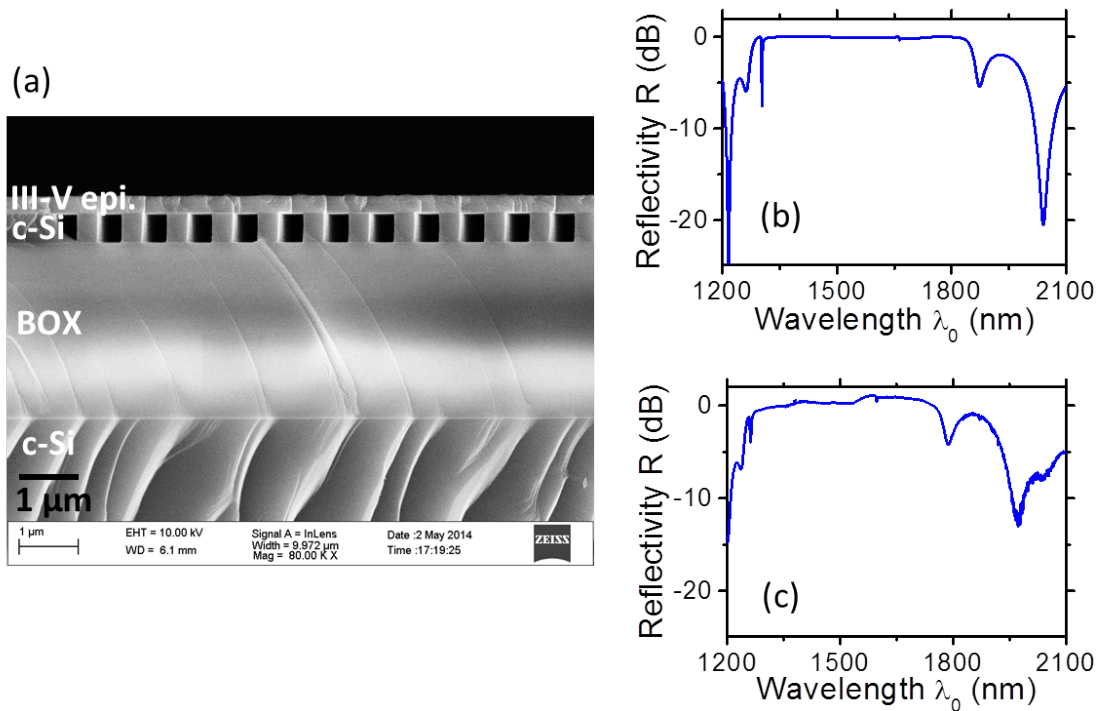 (a)
III-V epi.
c-Si
BOX
c-Si
1 μm
1 μm
EHT = 10.00 kV
WD = 6.1 mm
Signal A = InLens
Width = 9.972 μm
Mag = 80.00 K X
Date :2 May 2014
Time :17:19:25
ZEISS
Reflectivity R (dB)
0
-10
-20
(b)
1200 1500 1800 2100
Wavelength λ0 (nm)
Reflectivity R (dB)
0
-10
-20
(c)
1200 1500 1800 2100
Wavelength λ0 (nm)